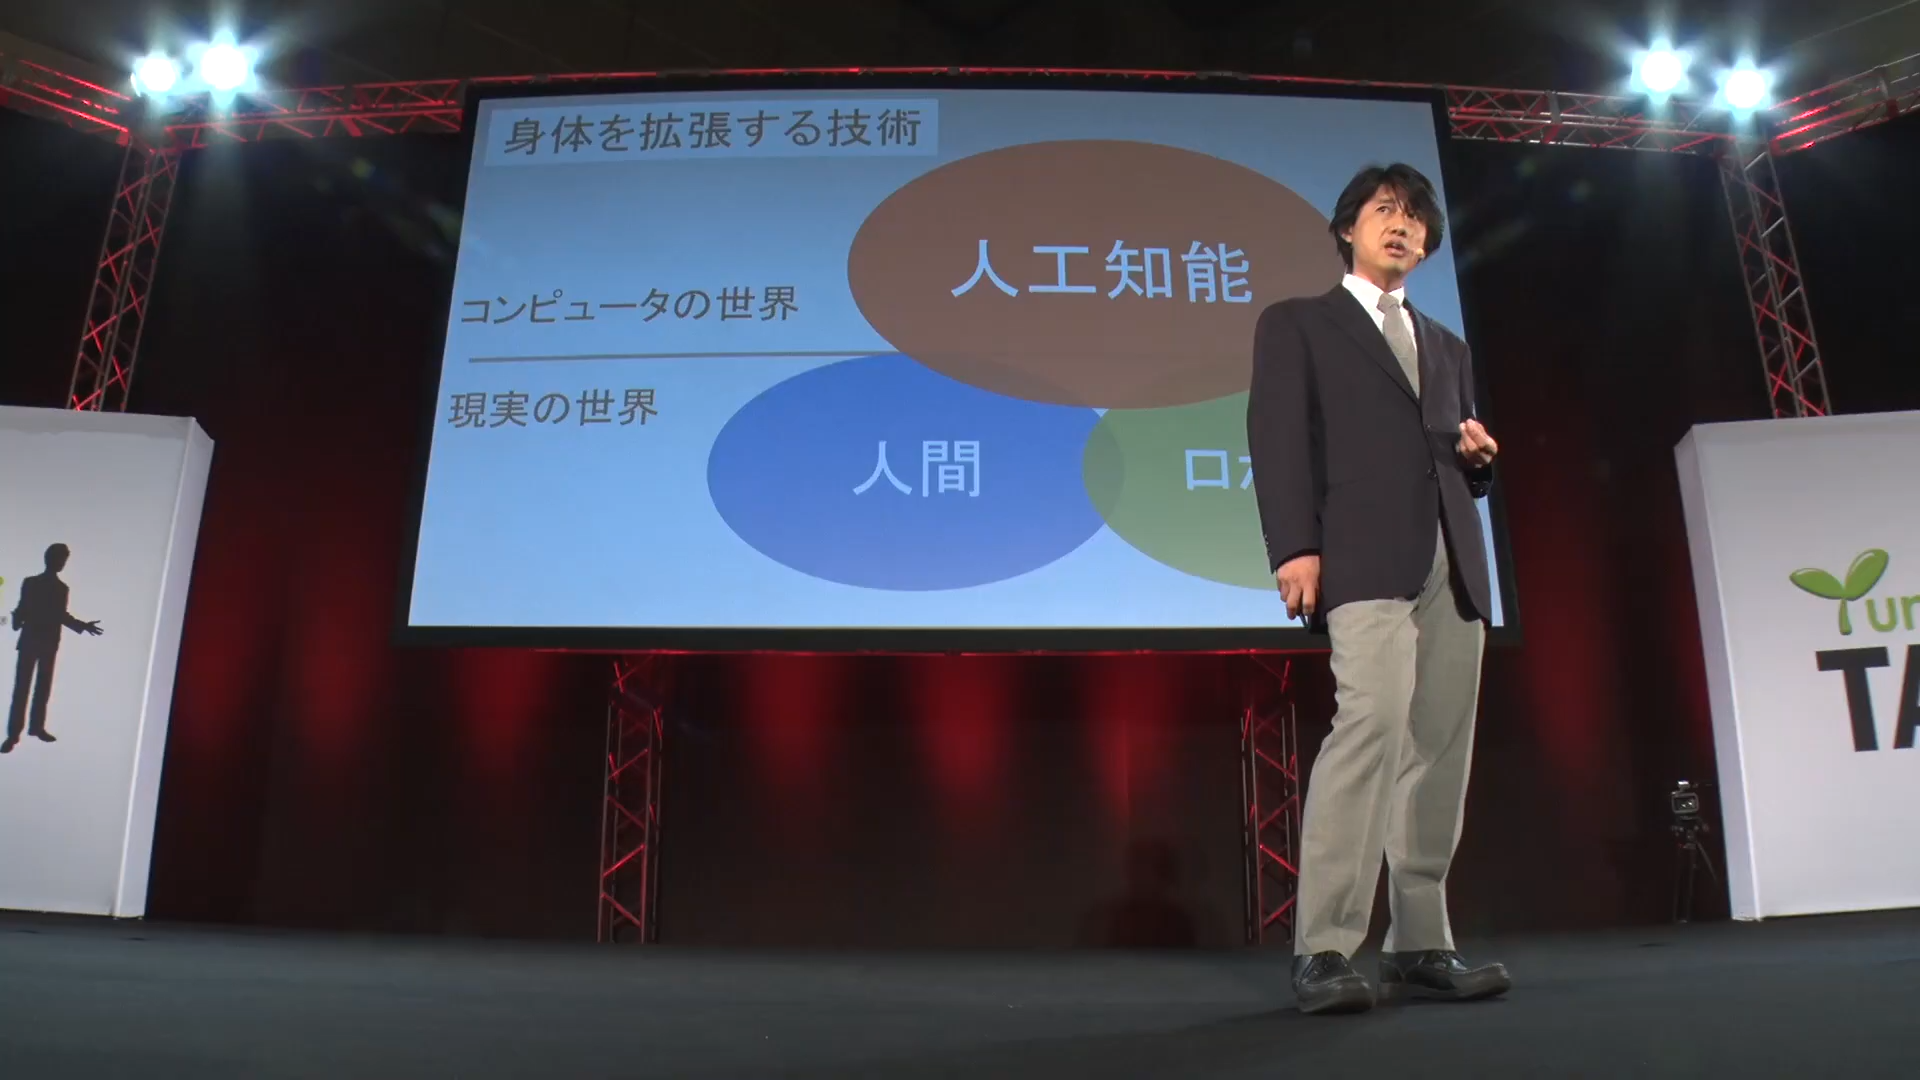 身体を拡張する技術
人工知能
コンピュータの世界
現実の世界
人間
ロ